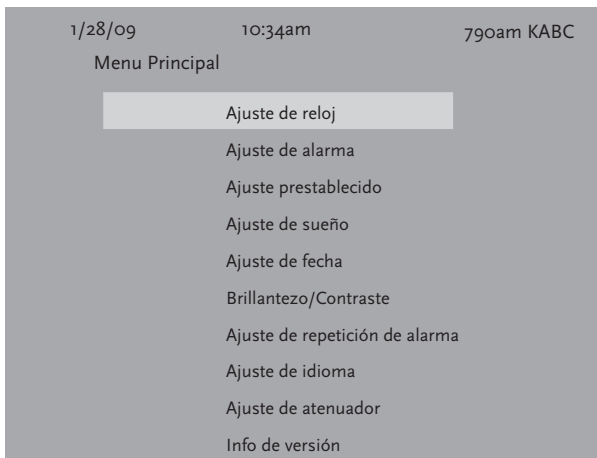 1/28/09 10:34am 790am KABC
Menu Principal
Ajuste de reloj
Ajuste de alarma
Ajuste prestablecido
Ajuste de sueño
Ajuste de fecha
Brillantezo/Contraste
Ajuste de repetición de alarma
Ajuste de idioma
Ajuste de atenuador
Info de versión